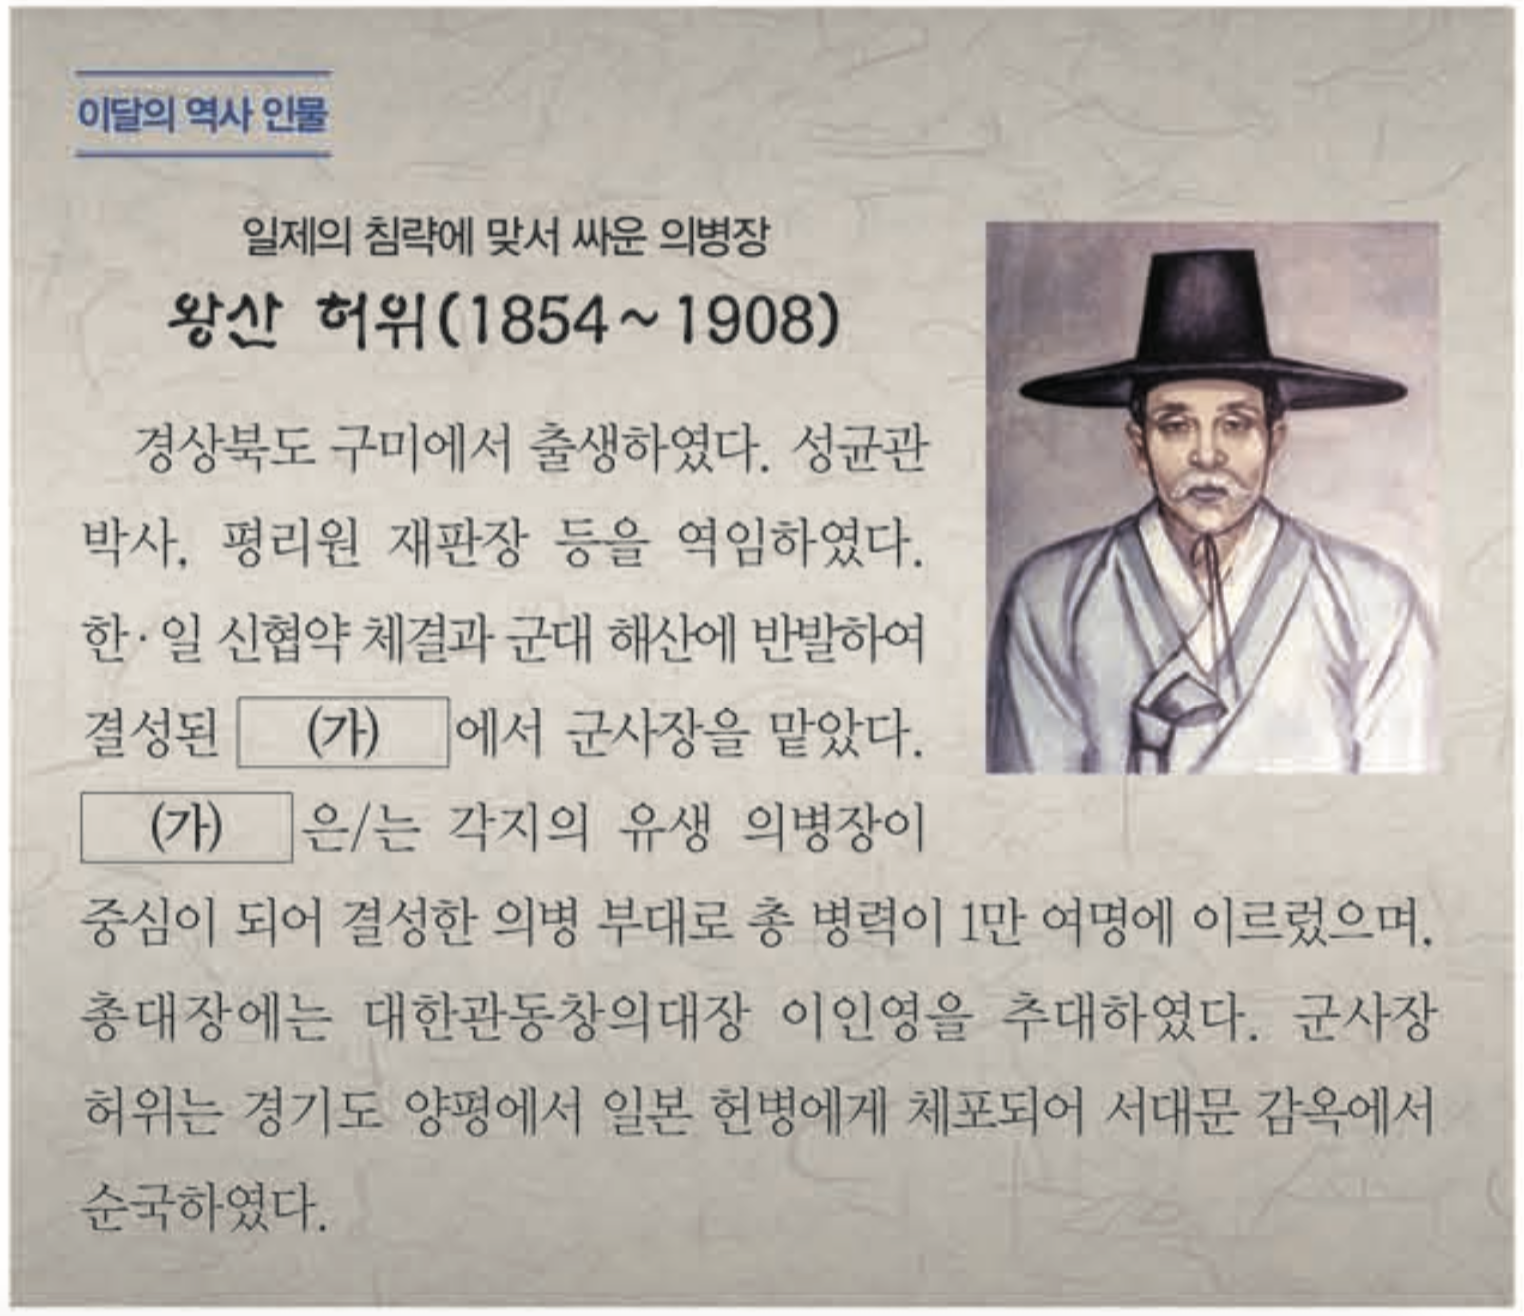 이달의 역사 인물
일제의 침략에 맞서 싸운 의병장
왕산 허위(1854~1908)
경상북도 구미에서 출생하였다. 성균관
박사, 평리원 재판장 등을 역임하였다.
한·일 신협약 체결과 군대 해산에 반발하여
결성된 (가) 에서 군사장을 맡았다.
(가) 은/는 각지의 유생 의병장이
중심이 되어 결성한 의병 부대로 총 병력이 1만 여명에 이르렀으며,
총대장에는 대한관동창의대장 이인영을 추대하였다. 군사장
허위는 경기도 양평에서 일본 헌병에게 체포되어 서대문 감옥에서
순국하였다.